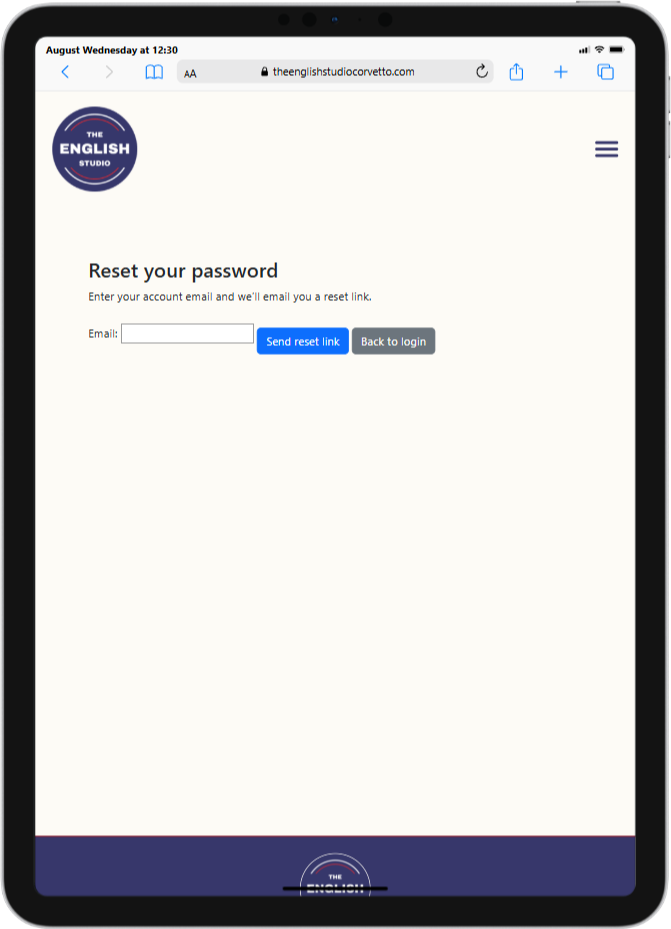 August Wednesday at 12:30
AA
theenglishstudiocorvetto.com
THE
ENGLISH
STUDIO
Reset your password
Enter your account email and we'll email you a reset link.
Email:
Send reset link
Back to login
THE
ENGLISH